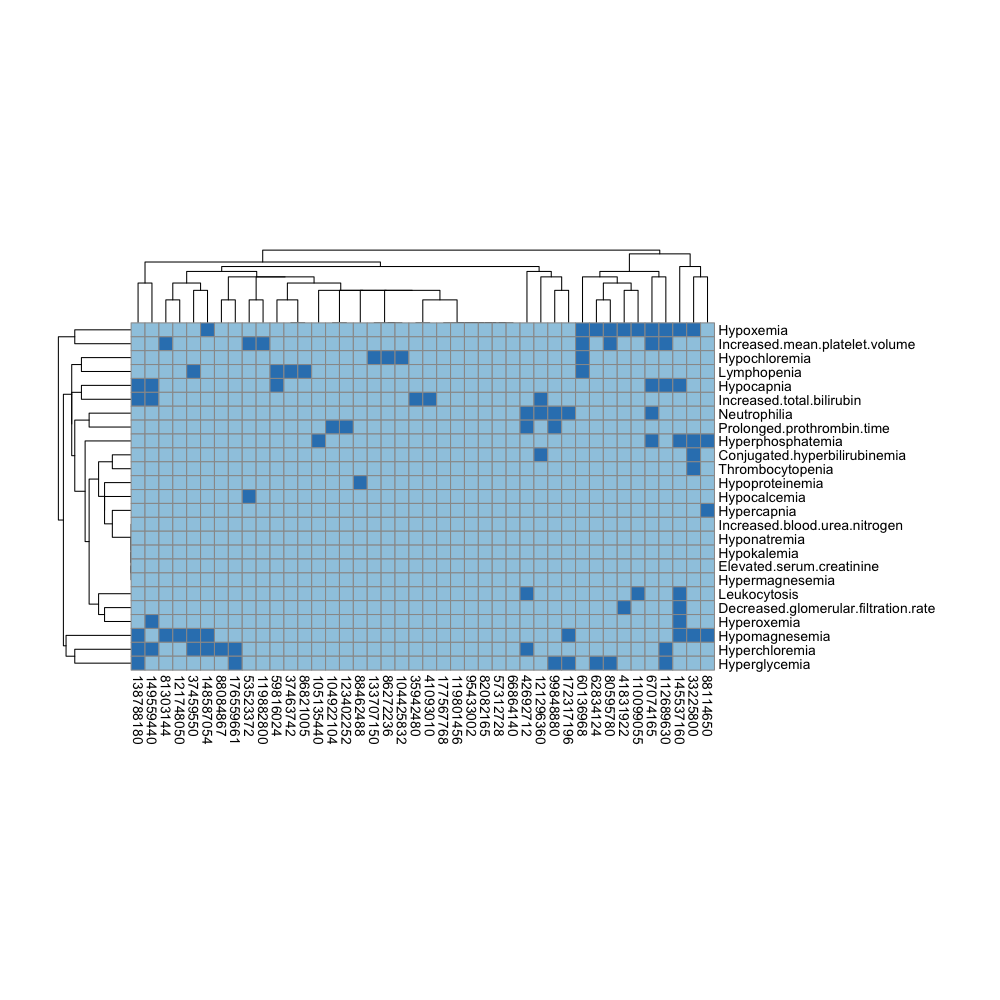 Hypoxemia
Increased.mean.platelet.volume
Hypochloremia
Lymphopenia
Hypocapnia
Increased.total.bilirubin
Neutrophilia
Prolonged.prothrombin.time
Hyperphosphatemia
Conjugated.hyperbilirubinemia
Thrombocytopenia
Hypoproteinemia
Hypocalcemia
Hypercapnia
Increased.blood.urea.nitrogen
Hyponatremia
Hypokalemia
Elevated.serum.creatinine
Hypermagnesemia
Leukocytosis
Decreased.glomerular.filtration.rate
Hyperoxemia
Hypomagnesemia
Hyperchloremia
Hyperglycemia
138788180
149559440
81303144
121748050
37459550
148587054
88084867
176559661
53523372
119882800
59816024
37463742
86821005
105135440
104922104
12340252
88462488
133707150
86272236
104425832
35942480
41093010
177567768
119801456
95433002
82082165
57312728
66864140
42692712
121296360
99848880
172317196
60136968
62834124
80595780
41831922
110099055
67074165
112689630
145537160
33225800
88114650